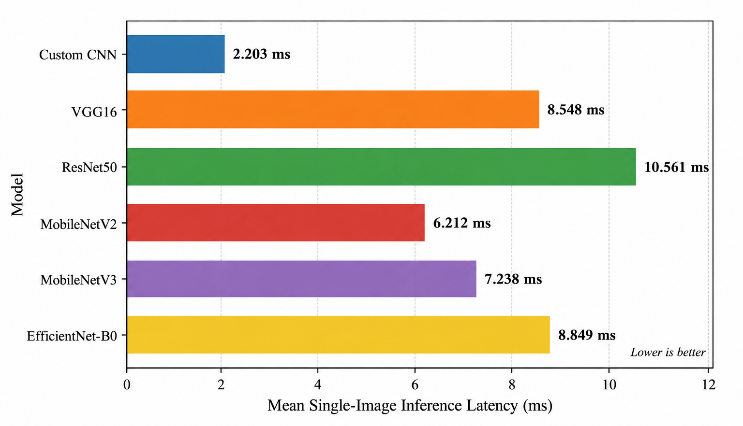 Custom CNN 2.203 ms
VGG16 8.548 ms
ResNet50 10.561 ms
Model
MobileNetV2 6.212 ms
MobileNetV3 7.238 ms
EfficientNet-B0 8.849 ms
Lower is better
0 2 4 6 8 10 12
Mean Single-Image Inference Latency (ms)